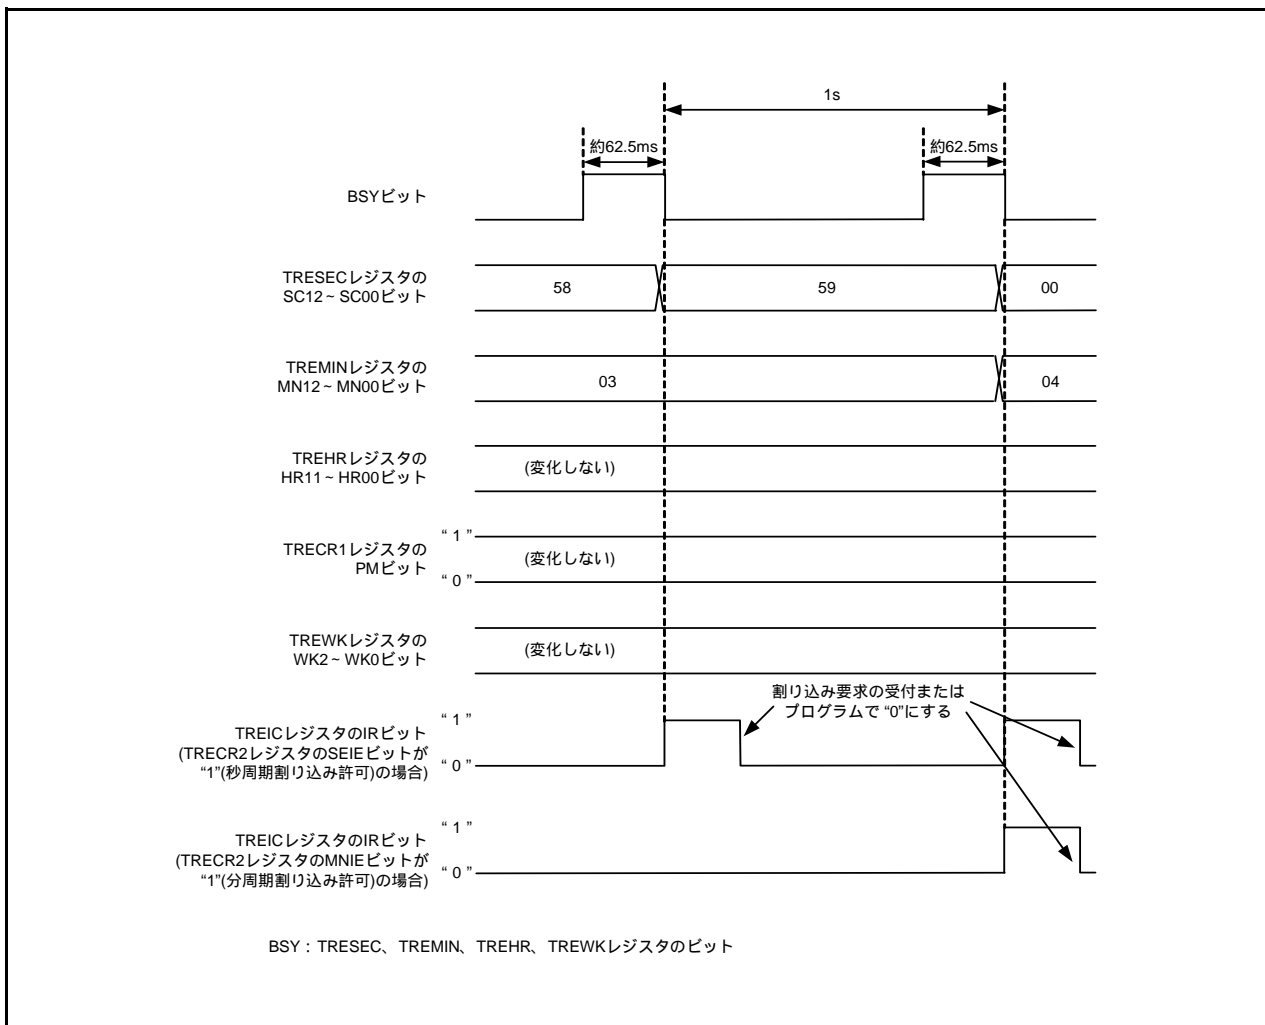 1s
約62.5ms
約62.5ms
BSYビット
TRESECレジスタの
SC12~SC00ビット
58
59
00
TREMINレジスタの
MN12~MN00ビット
03
04
TREHRレジスタの
HR11~HR00ビット
(変化しない)
TRECR1レジスタの
PMビット
“1”
“0”
(変化しない)
TREWKレジスタの
WK2~WK0ビット
(変化しない)
割り込み要求の受付または
プログラムで“0”にする
TREICレジスタのIRビット
(TRECR2レジスタのSEIEビットが
“1”(秒周期割り込み許可)の場合)
“1”
“0”
TREICレジスタのIRビット
(TRECR2レジスタのMNIEビットが
“1”(分周期割り込み許可)の場合)
“1”
“0”
BSY:TRESEC、TREMIN、TREHR、TREWKレジスタのビット